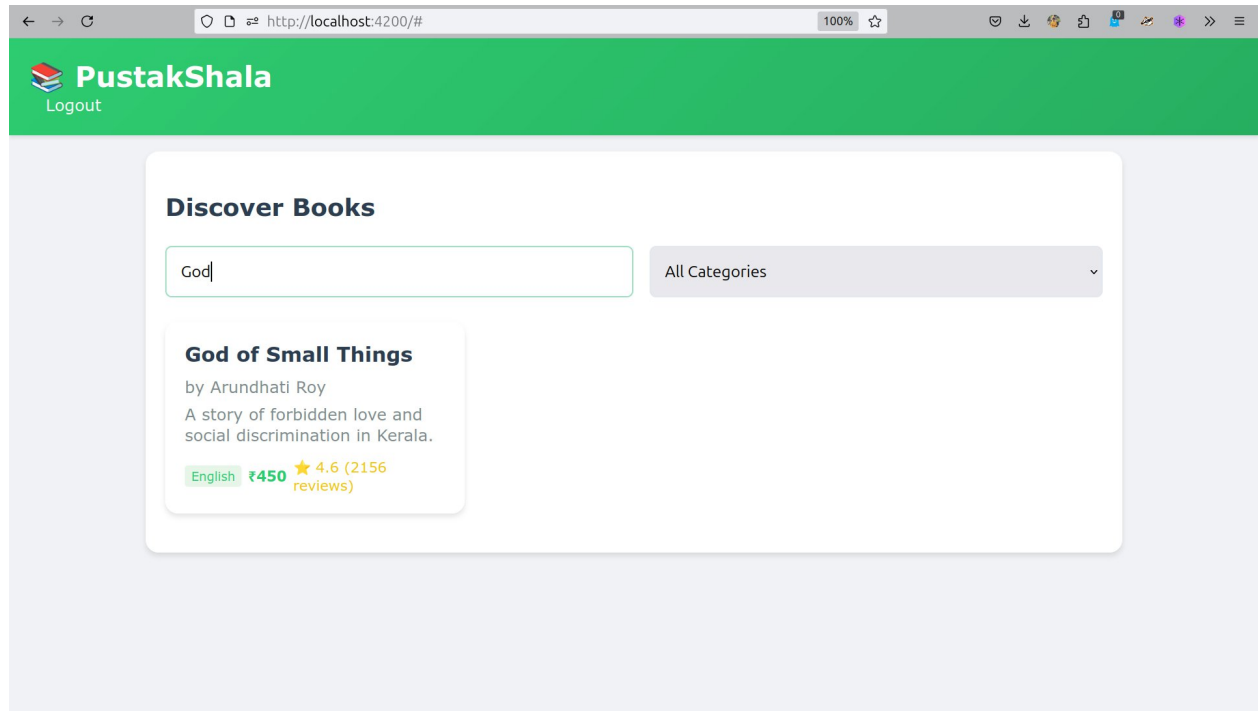 http://localhost:4200/#
100%
0
📚 PustakShala
Logout
Discover Books
God
All Categories
God of Small Things
by Arundhati Roy
A story of forbidden love and
social discrimination in Kerala.
English ₹450 ⭐ 4.6 (2156
reviews)